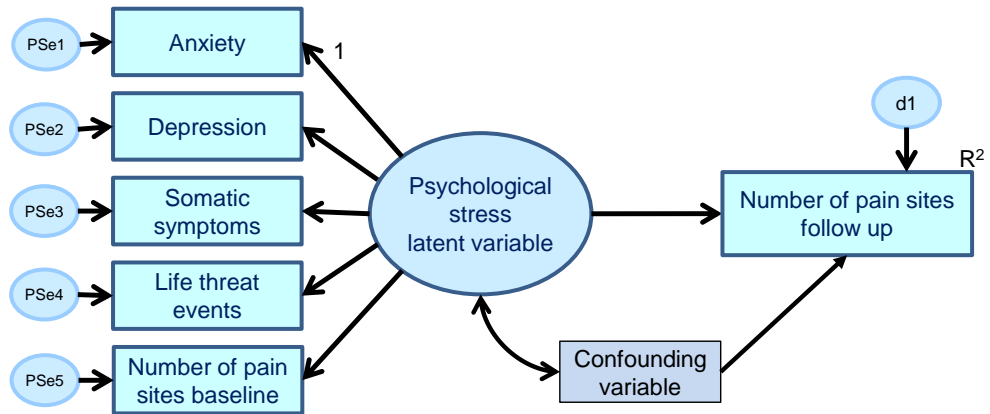 PSe1
Anxiety
1
PSe2
Depression
PSe3
Somatic
symptoms
PSe4
Life threat
events
PSe5
Number of pain
sites baseline
Psychological
stress
latent variable
d1
R²
Number of pain sites
follow up
Confounding
variable